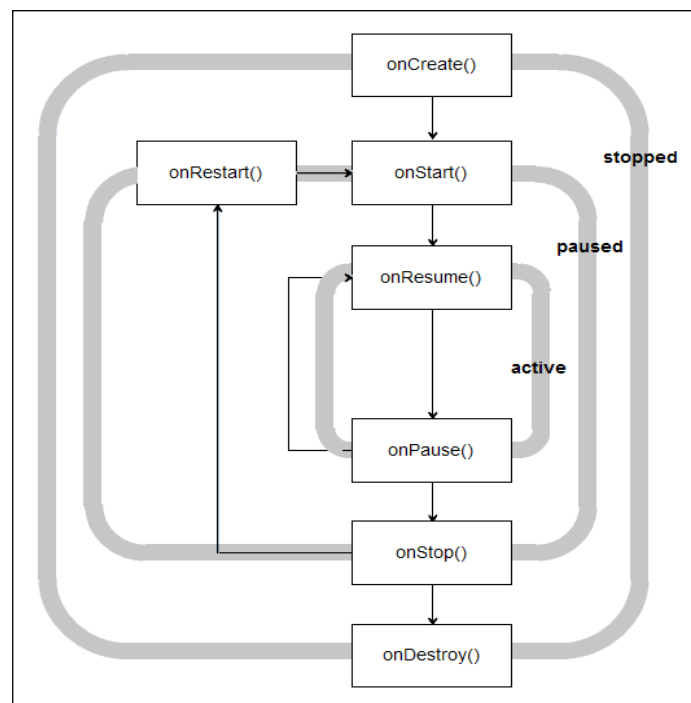 onCreate()
stopped
onRestart()
onStart()
paused
onResume()
active
onPause()
onStop()
onDestroy()